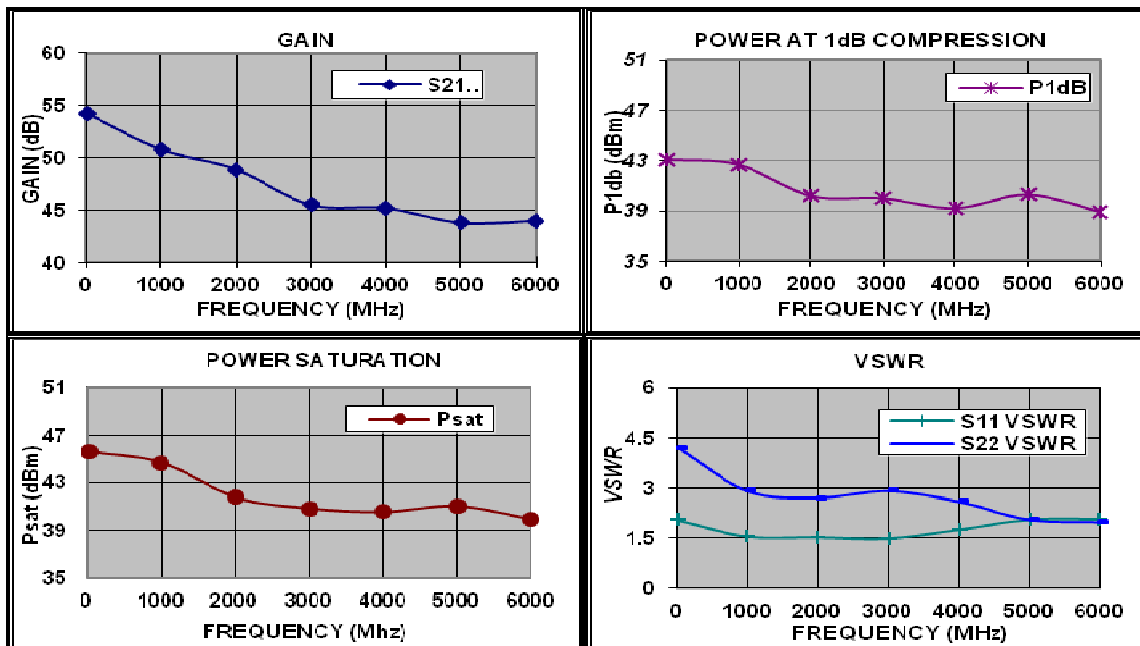 GAIN
60
55
50
45
40
GAIN (dB)
S21..
0 1000 2000 3000 4000 5000 6000
FREQUENCY (MHz)
POWER AT 1dB COMPRESSION
51
47
43
39
35
P1db (dBm)
P1dB
0 1000 2000 3000 4000 5000 6000
FREQUENCY (MHz)
POWER SATURATION
51
47
43
39
35
Psat (dBm)
Psat
0 1000 2000 3000 4000 5000 6000
FREQUENCY (Mhz)
VSWR
6
4.5
3
1.5
0
VSWR
S11 VSWR
S22 VSWR
0 1000 2000 3000 4000 5000 6000
FREQUENCY (MHz)